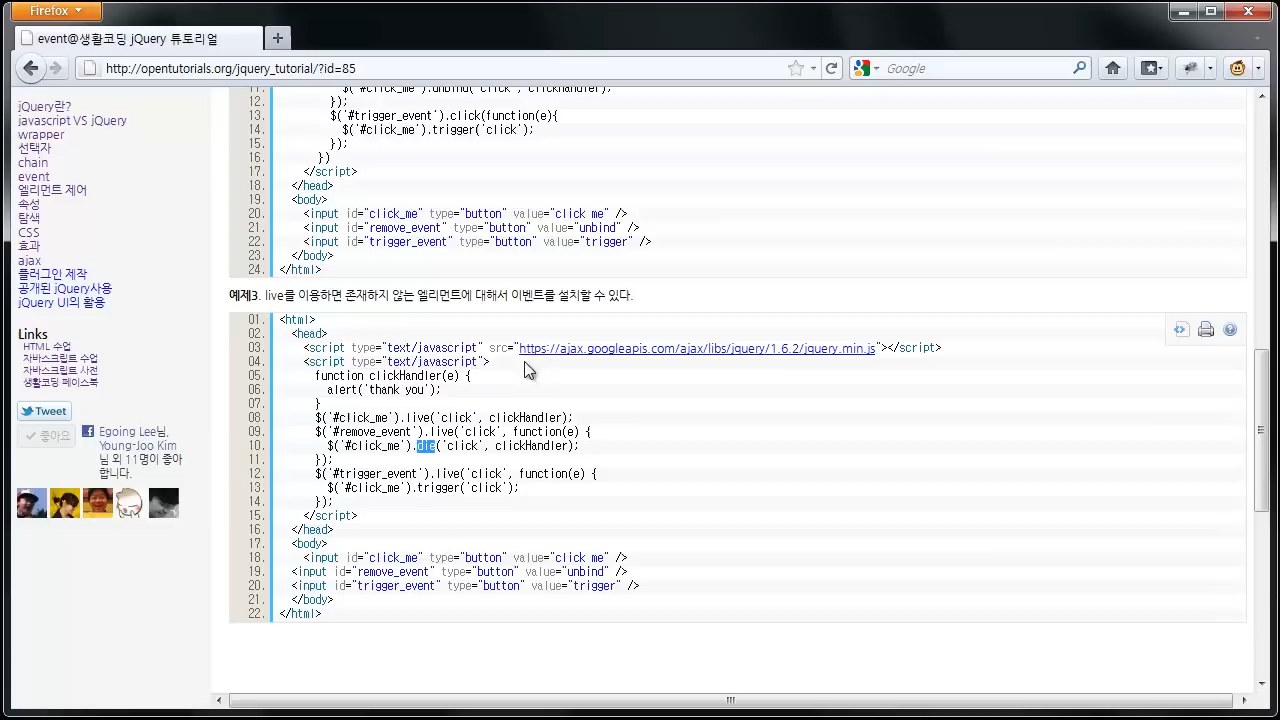 Firefox
event@생활코딩 jQuery 튜토리얼
http://opentutorials.org/jquery_tutorial/?id=85
Google
jQuery란?
javascript VS jQuery
wrapper
선택자
chain
event
엘리먼트 제어
속성
탐색
CSS
효과
ajax
플러그인 제작
공개된 jQuery사용
jQuery UI의 활용
Links
HTML 수업
자바스크립트 수업
자바스크립트 사전
생활코딩 페이스북
Tweet
좋아요
Egoing Lee님,
Young-Joo Kim
님 외 11명이 좋아
합니다.
11. $('#click_me').unbind('click', clickHandler);
12. });
13. $('#trigger_event').click(function(e){
14. $('#click_me').trigger('click');
15. });
16. })
17. </script>
18. </head>
19. <body>
20. <input id="click_me" type="button" value="click me" />
21. <input id="remove_event" type="button" value="unbind" />
22. <input id="trigger_event" type="button" value="trigger" />
23. </body>
24. </html>
예제3. live를 이용하면 존재하지 않는 엘리먼트에 대해서 이벤트를 설치할 수 있다.
01. <html>
02. <head>
03. <script type="text/javascript" src="https://ajax.googleapis.com/ajax/libs/jquery/1.6.2/jquery.min.js"></script>
04. <script type="text/javascript">
05. function clickHandler(e) {
06. alert('thank you');
07. }
08. $('#click_me').live('click', clickHandler);
09. $('#remove_event').live('click', function(e) {
10. $('#click_me').die('click', clickHandler);
11. });
12. $('#trigger_event').live('click', function(e) {
13. $('#click_me').trigger('click');
14. });
15. </script>
16. </head>
17. <body>
18. <input id="click_me" type="button" value="click me" />
19. <input id="remove_event" type="button" value="unbind" />
20. <input id="trigger_event" type="button" value="trigger" />
21. </body>
22. </html>